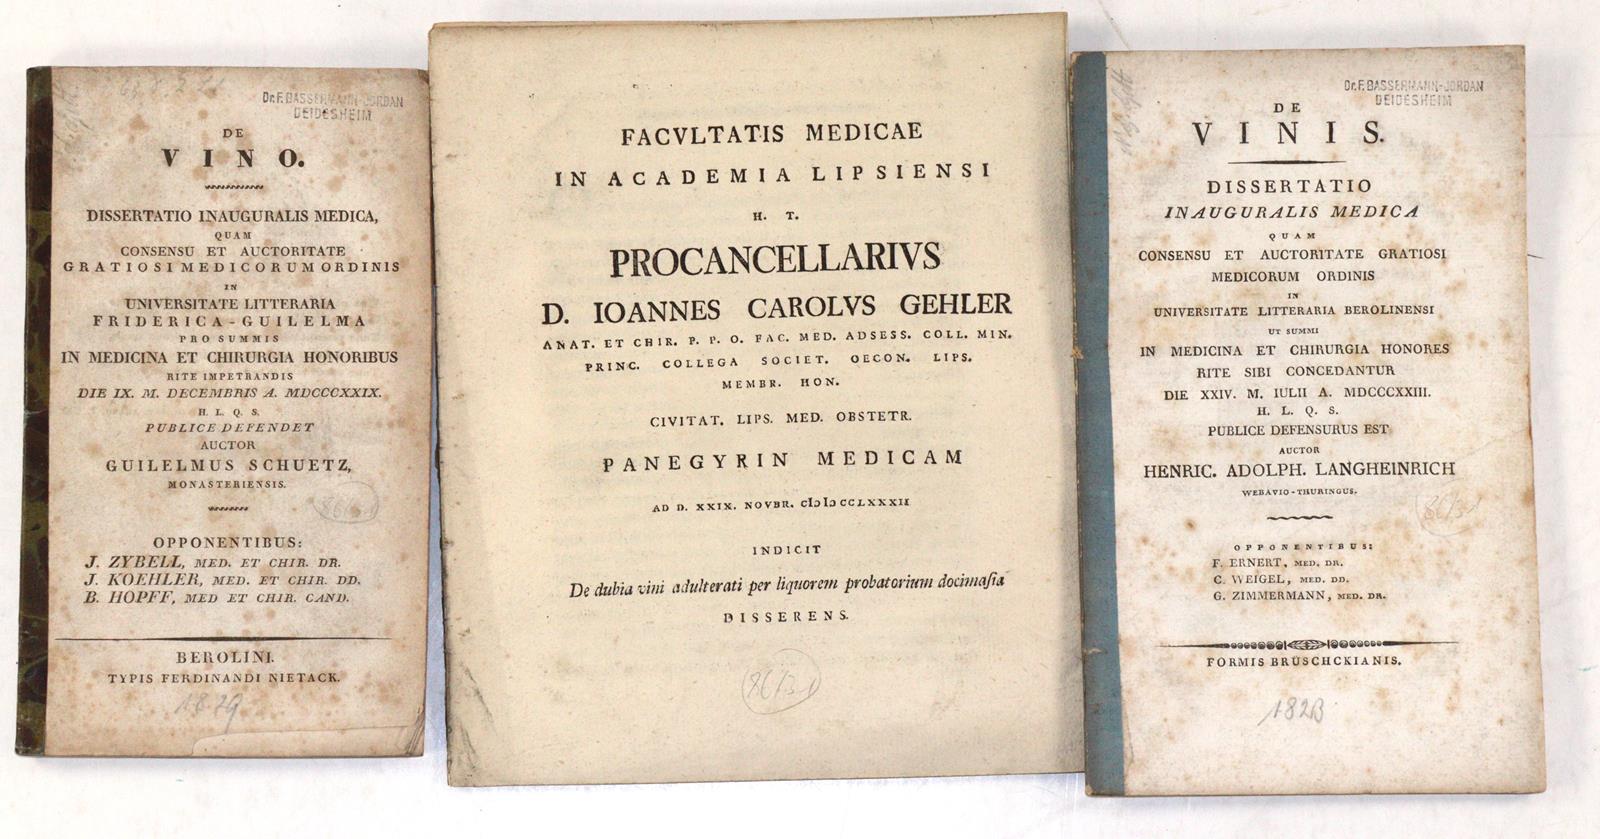 Dr.F.BASSERMANN-JORDAN
DEIDESHEIM
DE
VINO.
DISSERTATIO INAUGURALIS MEDICA,
QUAM
CONSENSU ET AUCTORITATE
GRATIOSI MEDICORUM ORDINIS
IN
UNIVERSITATE LITTERARIA
FRIDERICA-GUILELMA
PRO SUMMIS
IN MEDICINA ET CHIRURGIA HONORIBUS
RITE IMPETRANDIS
DIE IX. M. DECEMBRIS A. MDCCCXXIX.
H. L. Q. S.
PUBLICE DEFENDET
AUCTOR
GUILELMUS SCHUETZ,
MONASTERIENSIS.
OPPONENTIBUS:
J. ZYBELL, MED. ET CHIR. DR.
J. KOEHLER, MED. ET CHIR. DD.
B. HOPFF, MED ET CHIR. CAND.
BEROLINI.
TYPIS FERDINANDI NIETACK.
1829
FACVLTATIS MEDICAE
IN ACADEMIA LIPSIENSI
H. T.
PROCANCELLARIVS
D. IOANNES CAROLVS GEHLER
ANAT. ET CHIR. P. P. O. FAC. MED. ADSESS. COLL. MIN.
PRINC. COLLEGA SOCIET. OECON. LIPS.
MEMBR. HON.
CIVITAT. LIPS. MED. OBSTETR.
PANEGYRIN MEDICAM
AD D. XXIX. NOVBR. CIƆIƆCCLXXXII
INDICIT
De dubia vini adulterati per liquorem probatorium docimaſia
DISSERENS.
Dr.F.BASSERMANN-JORDAN
DEIDESHEIM
DE
VINIS.
DISSERTATIO
INAUGURALIS MEDICA
QUAM
CONSENSU ET AUCTORITATE GRATIOSI
MEDICORUM ORDINIS
IN
UNIVERSITATE LITTERARIA BEROLINENSI
UT SUMMI
IN MEDICINA ET CHIRURGIA HONORES
RITE SIBI CONCEDANTUR
DIE XXIV. M. IULII A. MDCCCXXIII.
H. L. Q. S.
PUBLICE DEFENSURUS EST
AUCTOR
HENRIC. ADOLPH. LANGHEINRICH
WEBAVIO-THURINGUS.
OPPONENTIBUS:
F. ERNERT, MED. DR.
C. WEIGEL, MED. DD.
G. ZIMMERMANN, MED. DR.
FORMIS BRÜSCHCKIANIS.
1823